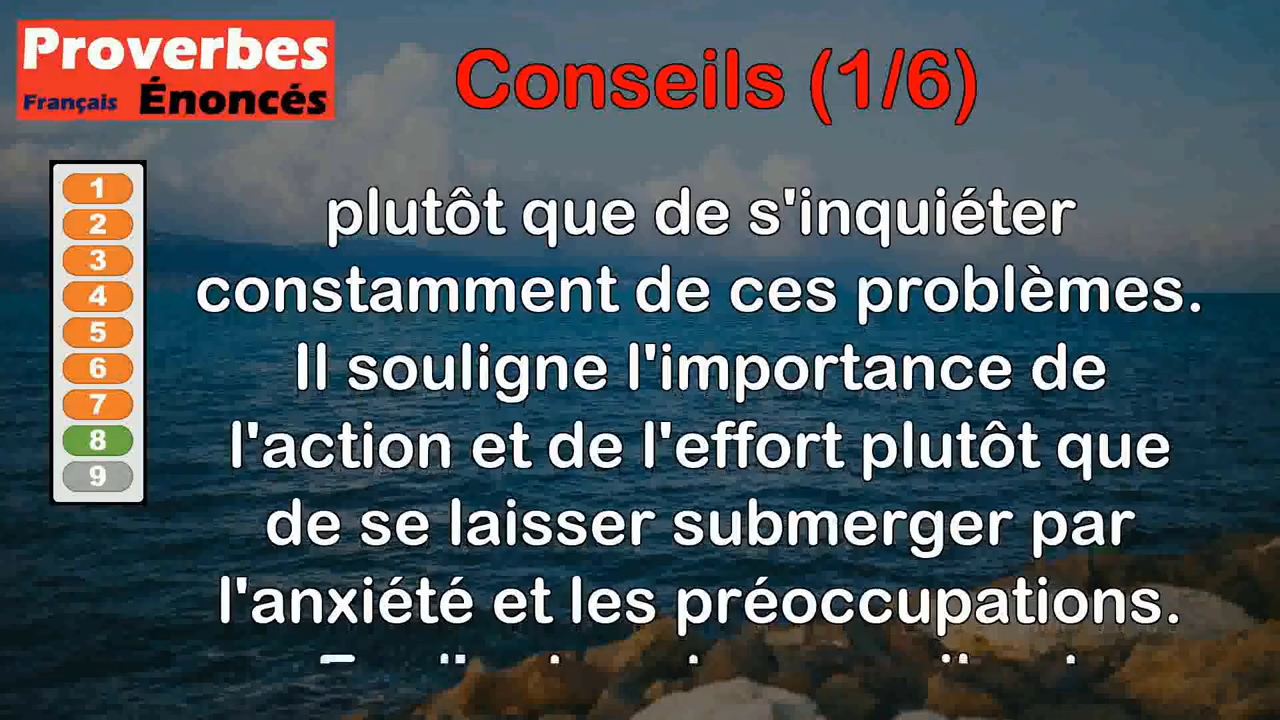 Proverbes
Français Énoncés
Conseils (1/6)
1
2
3
4
5
6
7
8
9
plutôt que de s'inquiéter
constamment de ces problèmes.
Il souligne l'importance de
l'action et de l'effort plutôt que
de se laisser submerger par
l'anxiété et les préoccupations.